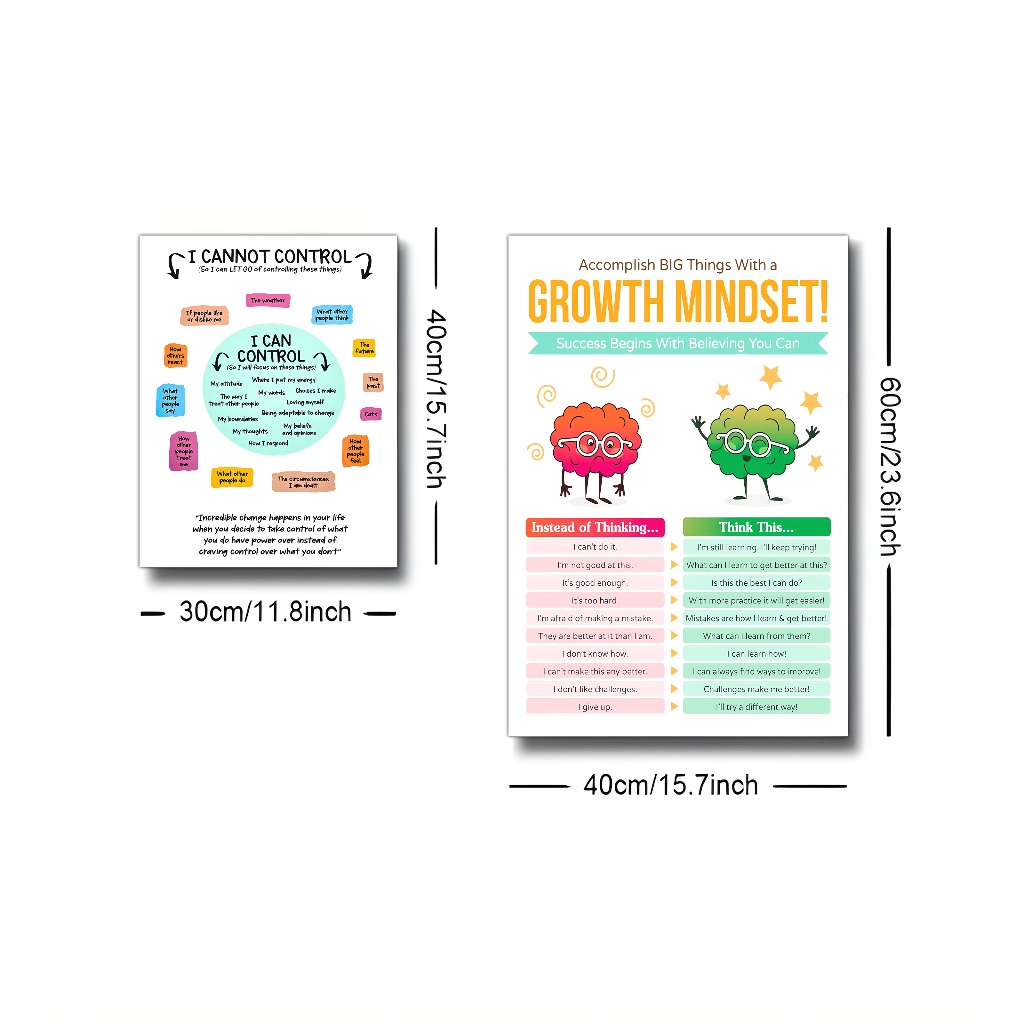 I CANNOT CONTROL
(So I can LET GO of controlling these things)
The weather
If people like
or dislike me
What other
people think
How
others
react
The
future
What
other
people
say
The
past
Cats
How
other
people
treat
me
How
other
people
feel
What other
people do
The circumstances
I am dealt
I CAN
CONTROL
(So I will focus on these things)
My attitude
Where I put my energy
The way I
treat other people
My words
Choices I make
Loving myself
Being adaptable to change
My boundaries
My thoughts
My beliefs
and opinions
How I respond
"Incredible change happens in your life
when you decide to take control of what
you do have power over instead of
craving control over what you don't"
40cm/15.7inch
30cm/11.8inch
Accomplish BIG Things With a
GROWTH MINDSET!
Success Begins With Believing You Can
Instead of Thinking... Think This...
I can't do it. I'm still learning. I'll keep trying!
I'm not good at this. What can I learn to get better at this?
It's good enough. Is this the best I can do?
It's too hard With more practice it will get easier!
I'm afraid of making a mistake. Mistakes are how I learn & get better!
They are better at it than I am. What can I learn from them?
I don't know how. I can learn how!
I can't make this any better. I can always find ways to improve!
I don't like challenges. Challenges make me better!
I give up. I'll try a different way!
60cm/23.6inch
40cm/15.7inch